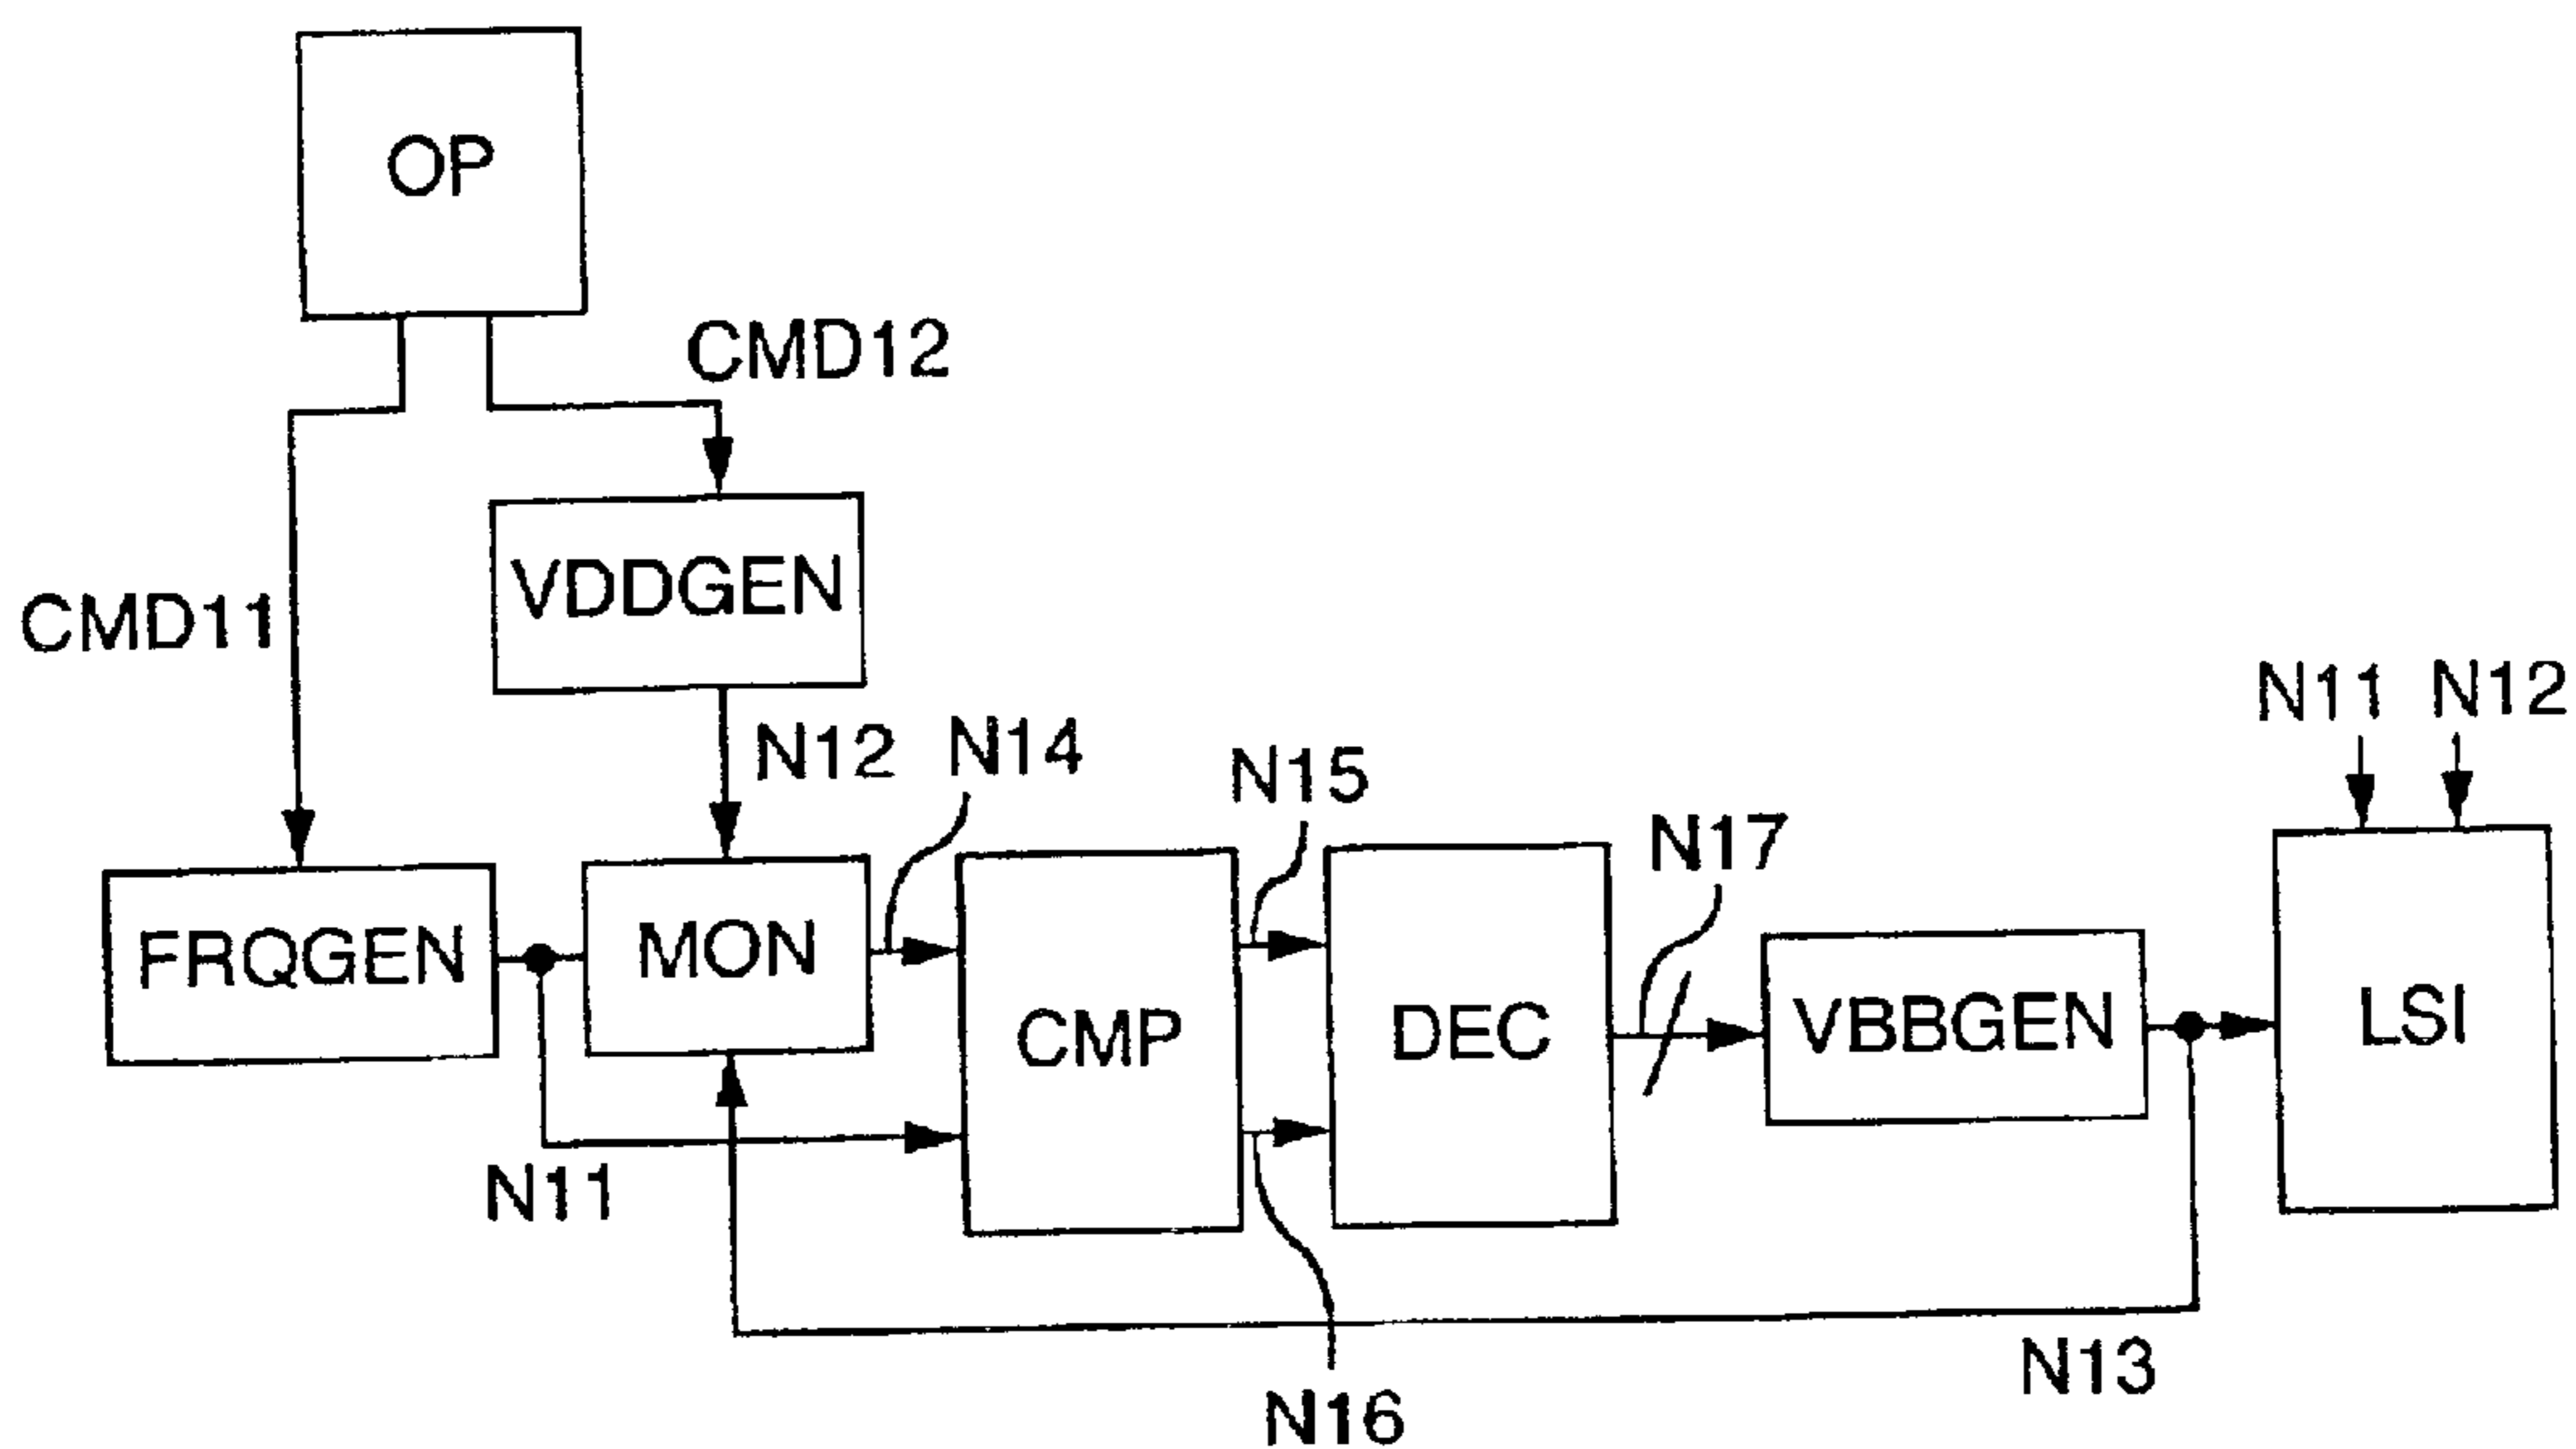 OP
CMD12
VDDGEN
CMD11
N11 N12
N12
N14
N15
N17
FRQGEN
MON
CMP
DEC
VBBGEN
LSI
N11
N13
N16